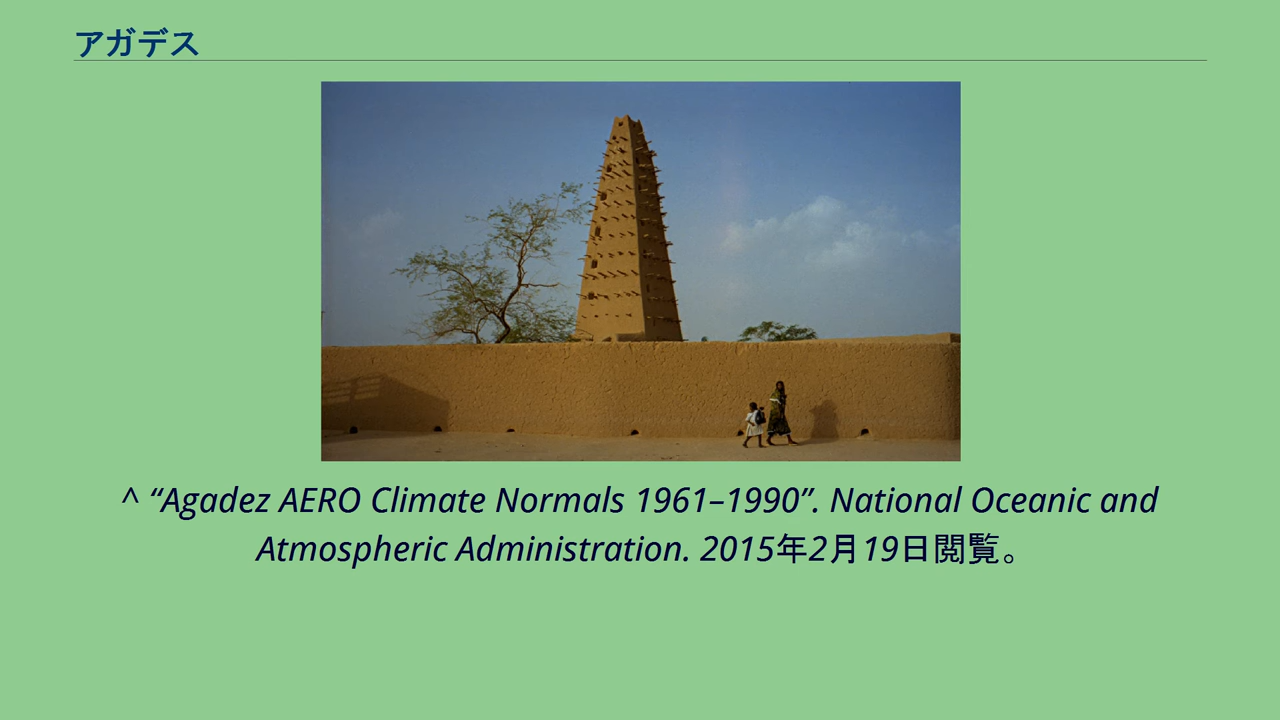 アガデス
^ “Agadez AERO Climate Normals 1961–1990”. National Oceanic and
Atmospheric Administration. 2015年2月19日閲覧。